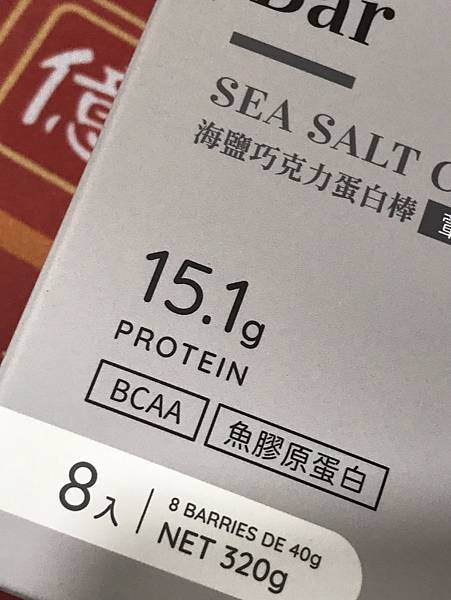 億
Bar
SEA SALT
海鹽巧克力蛋白棒
15.1g
PROTEIN
BCAA
魚膠原蛋白
8入
8 BARRIES DE 40g
NET 320g